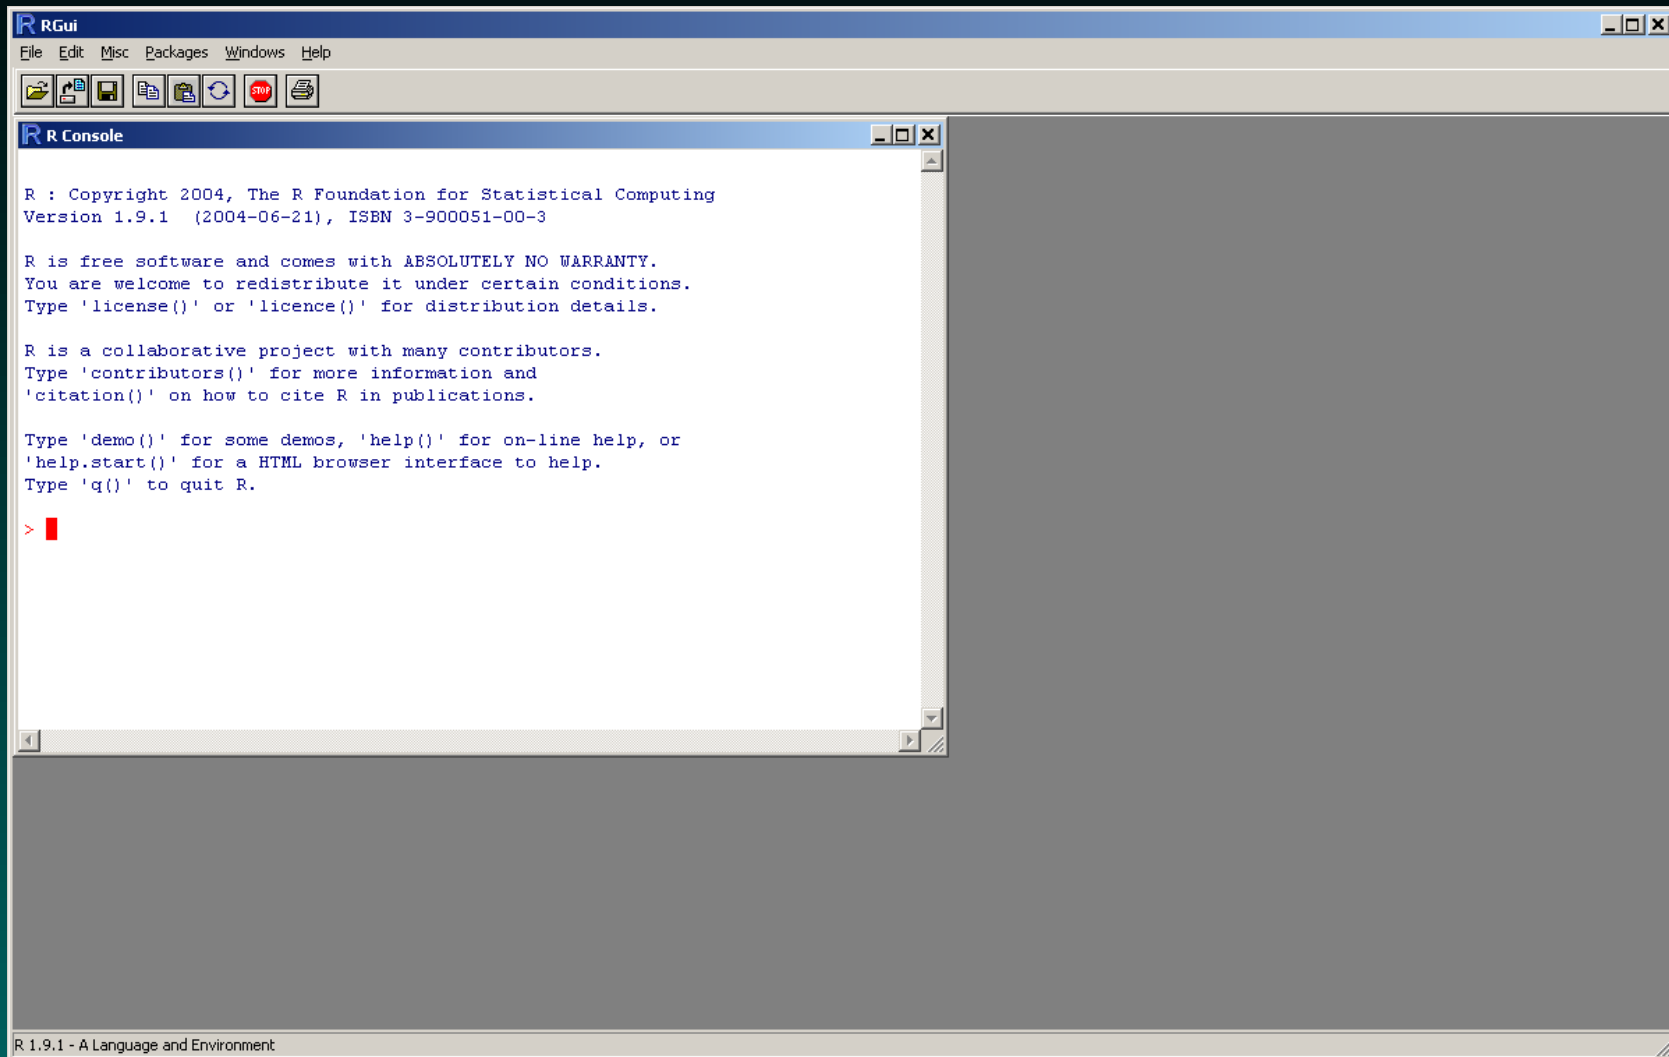 RGui
File Edit Misc Packages Windows Help
STOP
R Console
R : Copyright 2004, The R Foundation for Statistical Computing
Version 1.9.1  (2004-06-21), ISBN 3-900051-00-3
R is free software and comes with ABSOLUTELY NO WARRANTY.
You are welcome to redistribute it under certain conditions.
Type 'license()' or 'licence()' for distribution details.
R is a collaborative project with many contributors.
Type 'contributors()' for more information and
'citation()' on how to cite R in publications.
Type 'demo()' for some demos, 'help()' for on-line help, or
'help.start()' for a HTML browser interface to help.
Type 'q()' to quit R.
>
R 1.9.1 - A Language and Environment